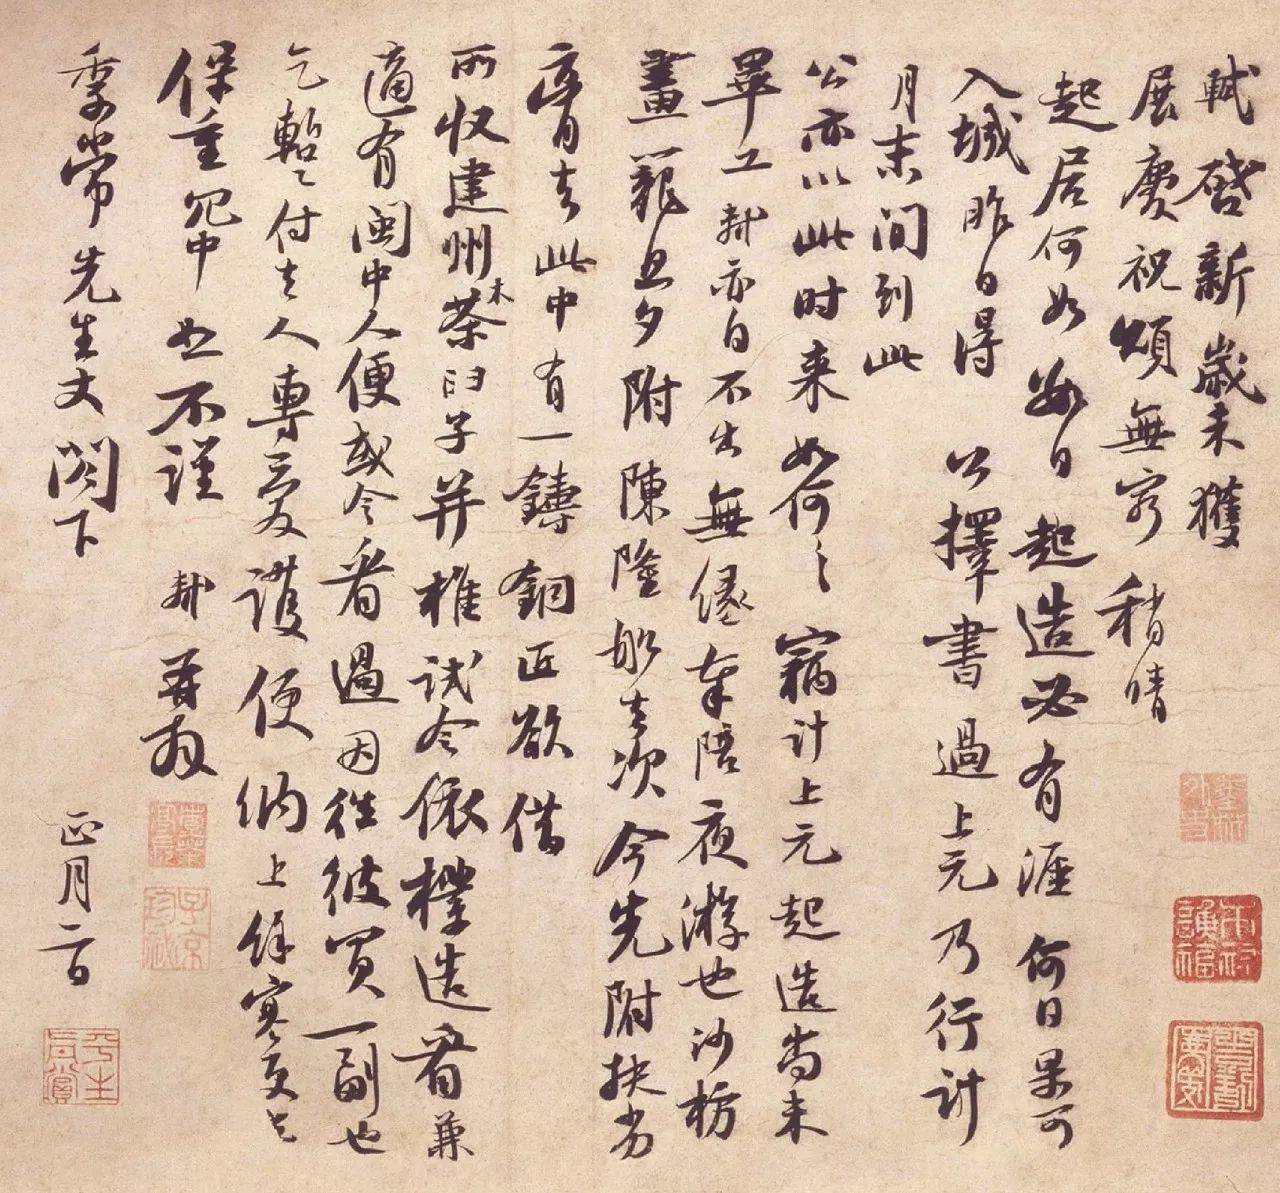 軾啓新歲未獲
展慶祝頌無窮稍晴
起居何如數日起造必有涯何日果可
入城昨日得公擇書過上元乃行計
月末間到此
公亦以此時來如何何竊計上元起造尚未
畢工軾亦自不出無緣奉陪夜游也沙枋
畫籠旦夕附陳隆船去次今先附扶劣
膏去此中有一鑄銅匠欲借
所收建州木茶臼子并椎試令依樣造看兼
適有閩中人便或令看過因往彼買一副也
乞暫付去人專愛護便納上餘寒更乞
保重冗中恕不謹軾再拜
季常先生丈閣下
正月二日